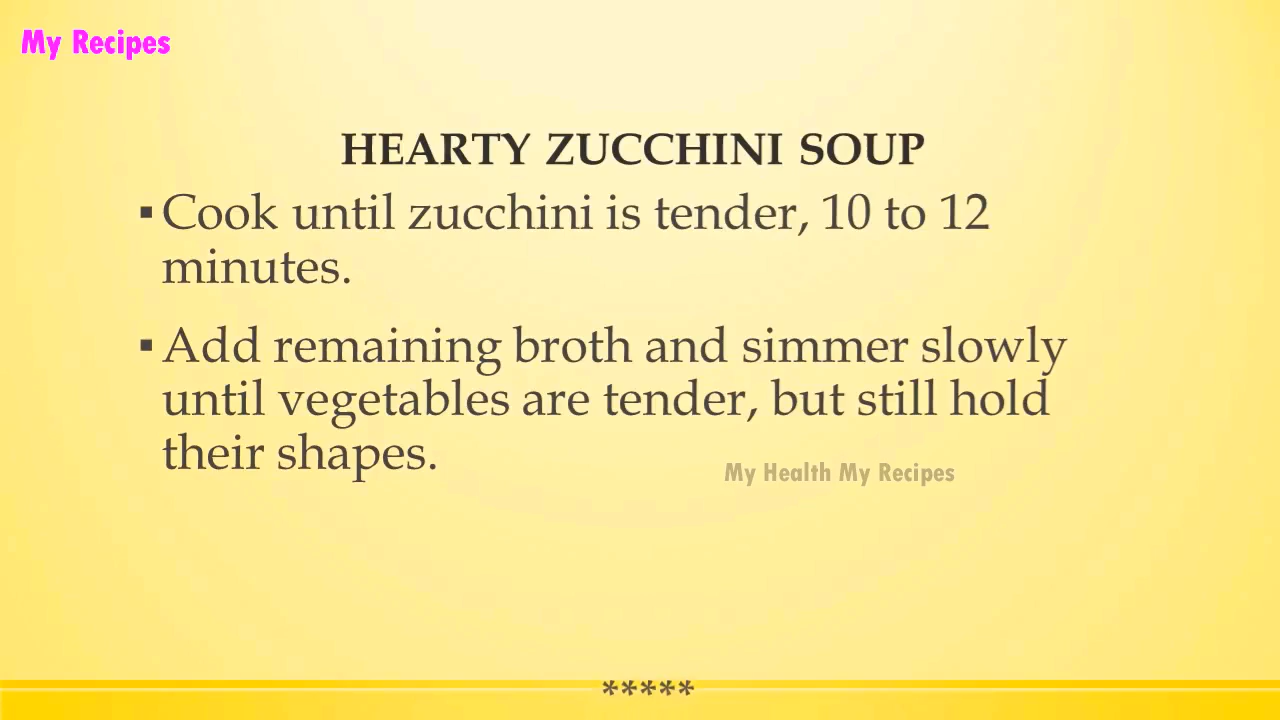 My Recipes
HEARTY ZUCCHINI SOUP
▪Cook until zucchini is tender, 10 to 12
minutes.
▪Add remaining broth and simmer slowly
until vegetables are tender, but still hold
their shapes.
My Health My Recipes
*****